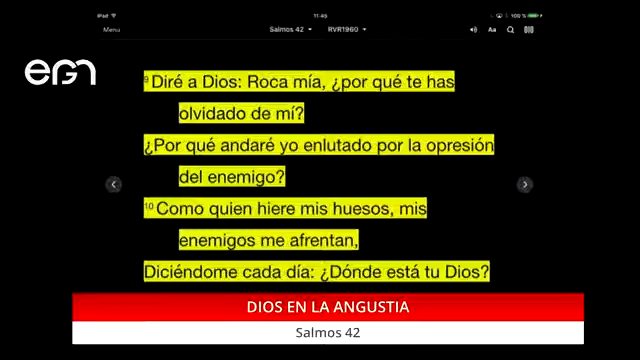 iPad
11:45
100 %
Menu
Salmos 42
RVR1960
Aa
egn
9 Diré a Dios: Roca mía, ¿por qué te has
olvidado de mí?
¿Por qué andaré yo enlutado por la opresión
del enemigo?
10 Como quien hiere mis huesos, mis
enemigos me afrentan,
Diciéndome cada día: ¿Dónde está tu Dios?
DIOS EN LA ANGUSTIA
Salmos 42